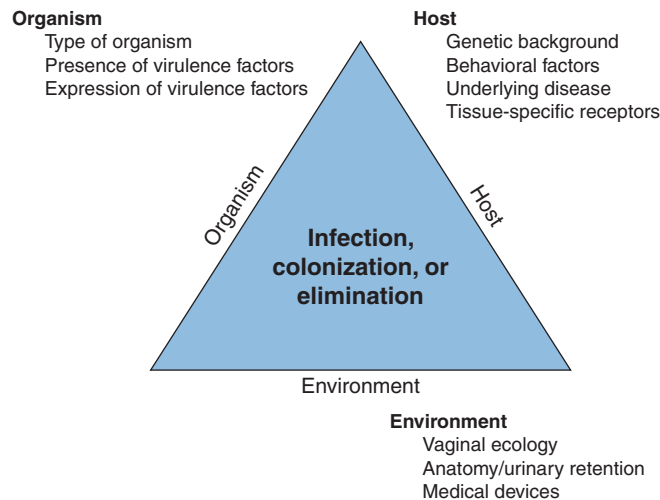 Organism
Type of organism
Presence of virulence factors
Expression of virulence factors
Host
Genetic background
Behavioral factors
Underlying disease
Tissue-specific receptors
Organism
Host
Infection,
colonization, or
elimination
Environment
Environment
Vaginal ecology
Anatomy/urinary retention
Medical devices